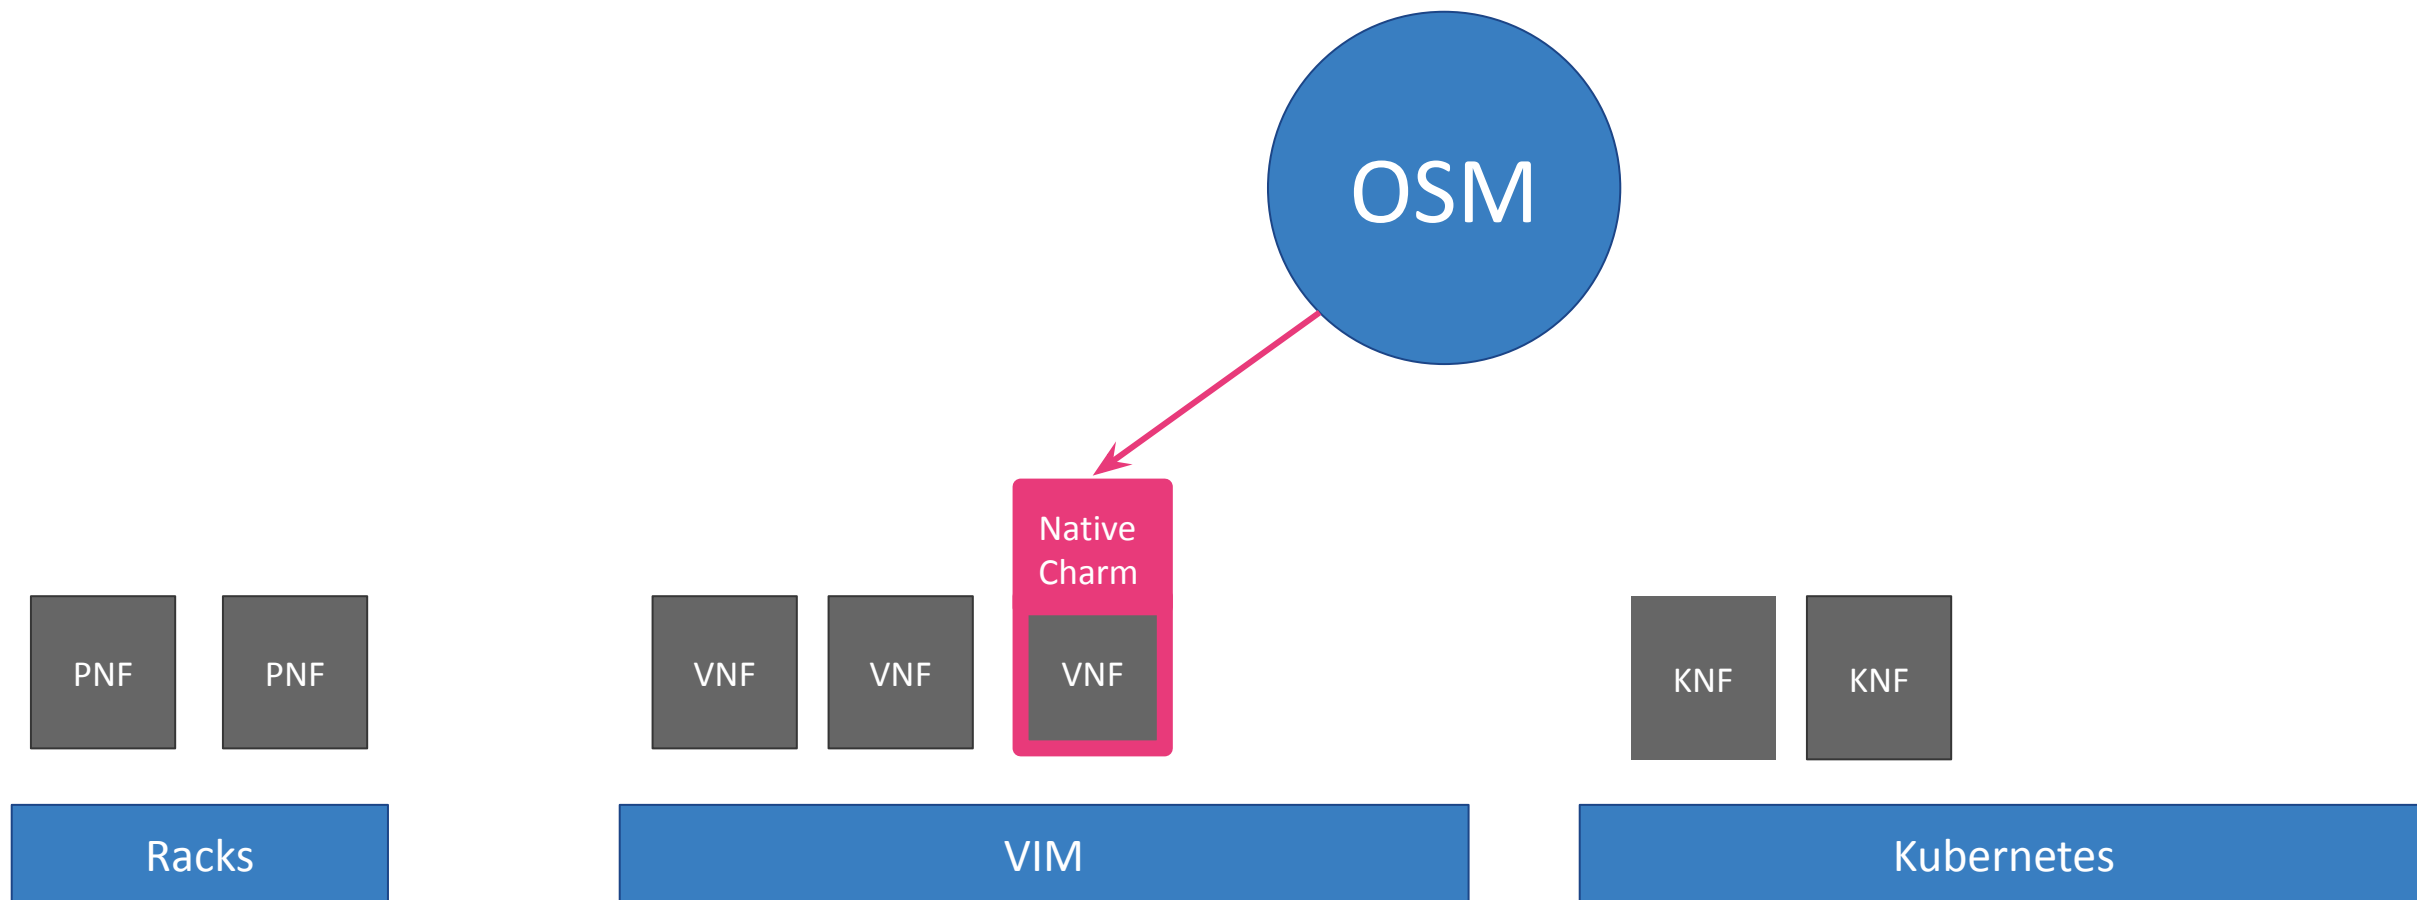 OSM
Native
Charm
PNF
PNF
VNF
VNF
VNF
KNF
KNF
Racks
VIM
Kubernetes